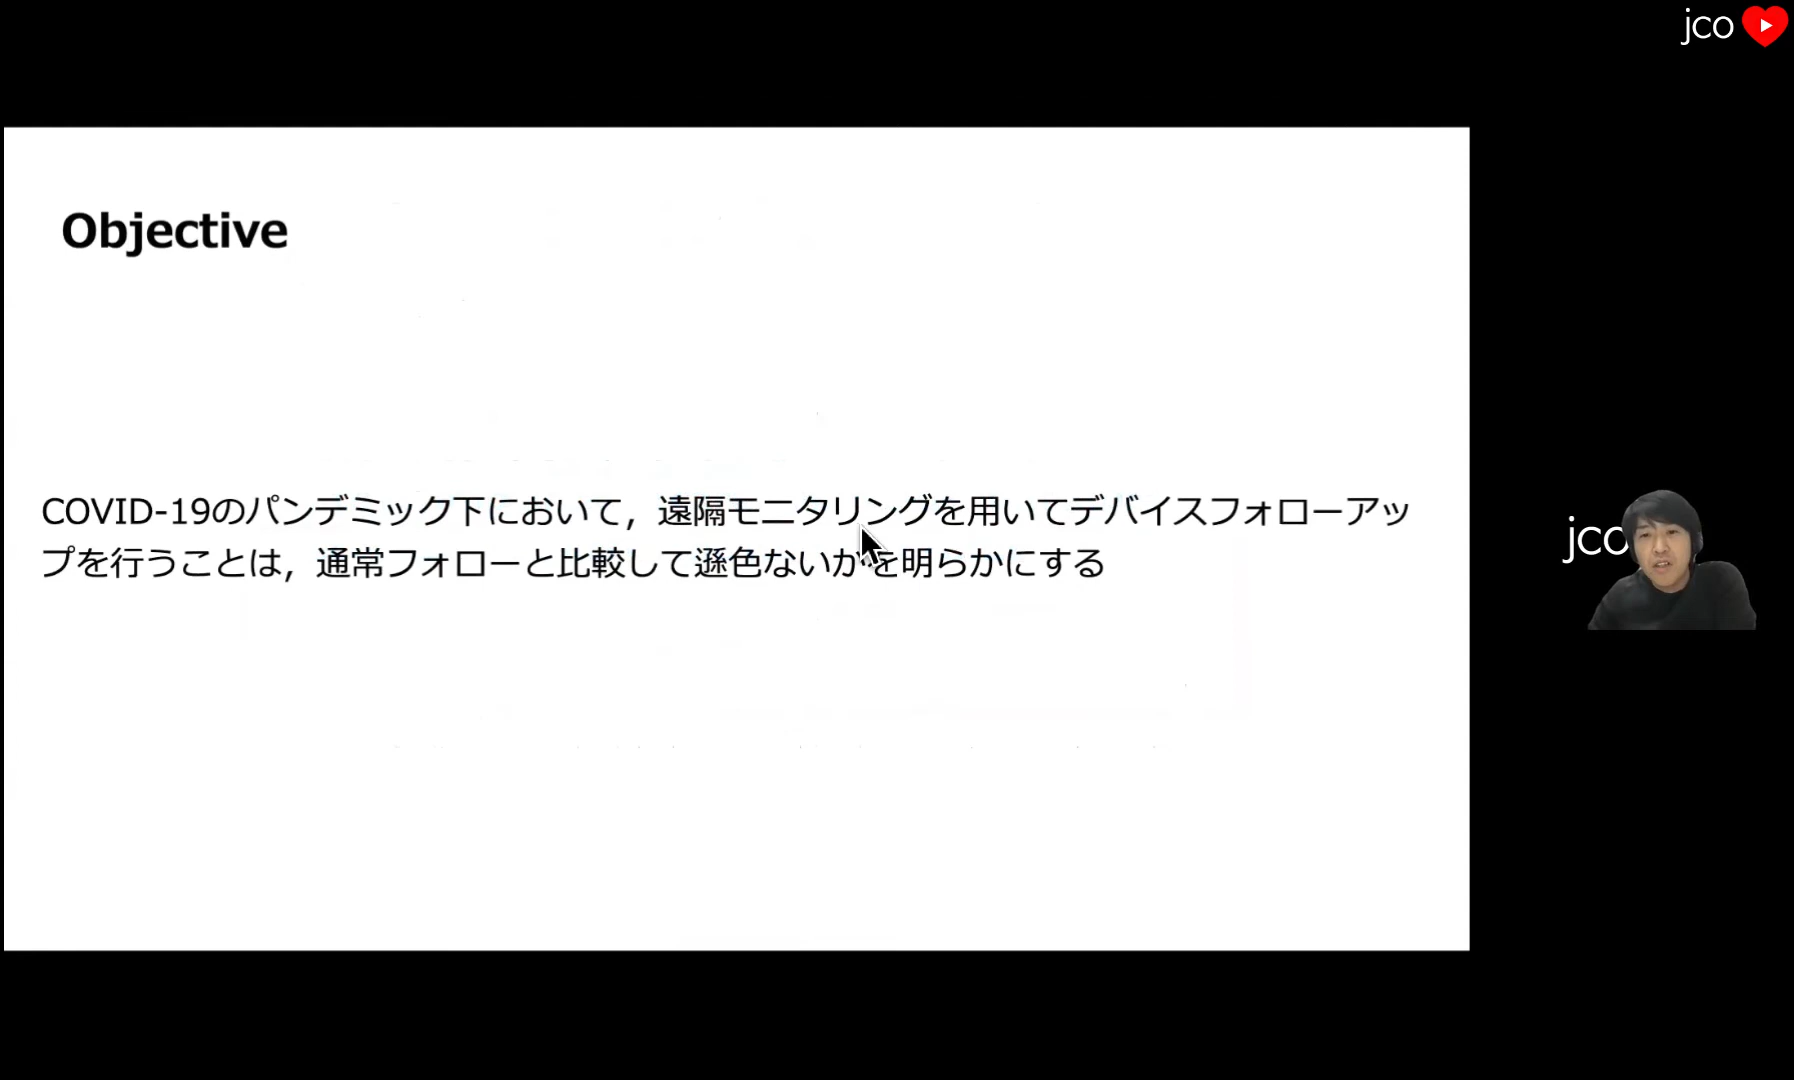 jco
Objective
COVID-19のパンデミック下において，遠隔モニタリングを用いてデバイスフォローアッ
プを行うことは，通常フォローと比較して遜色ないかを明らかにする
jco